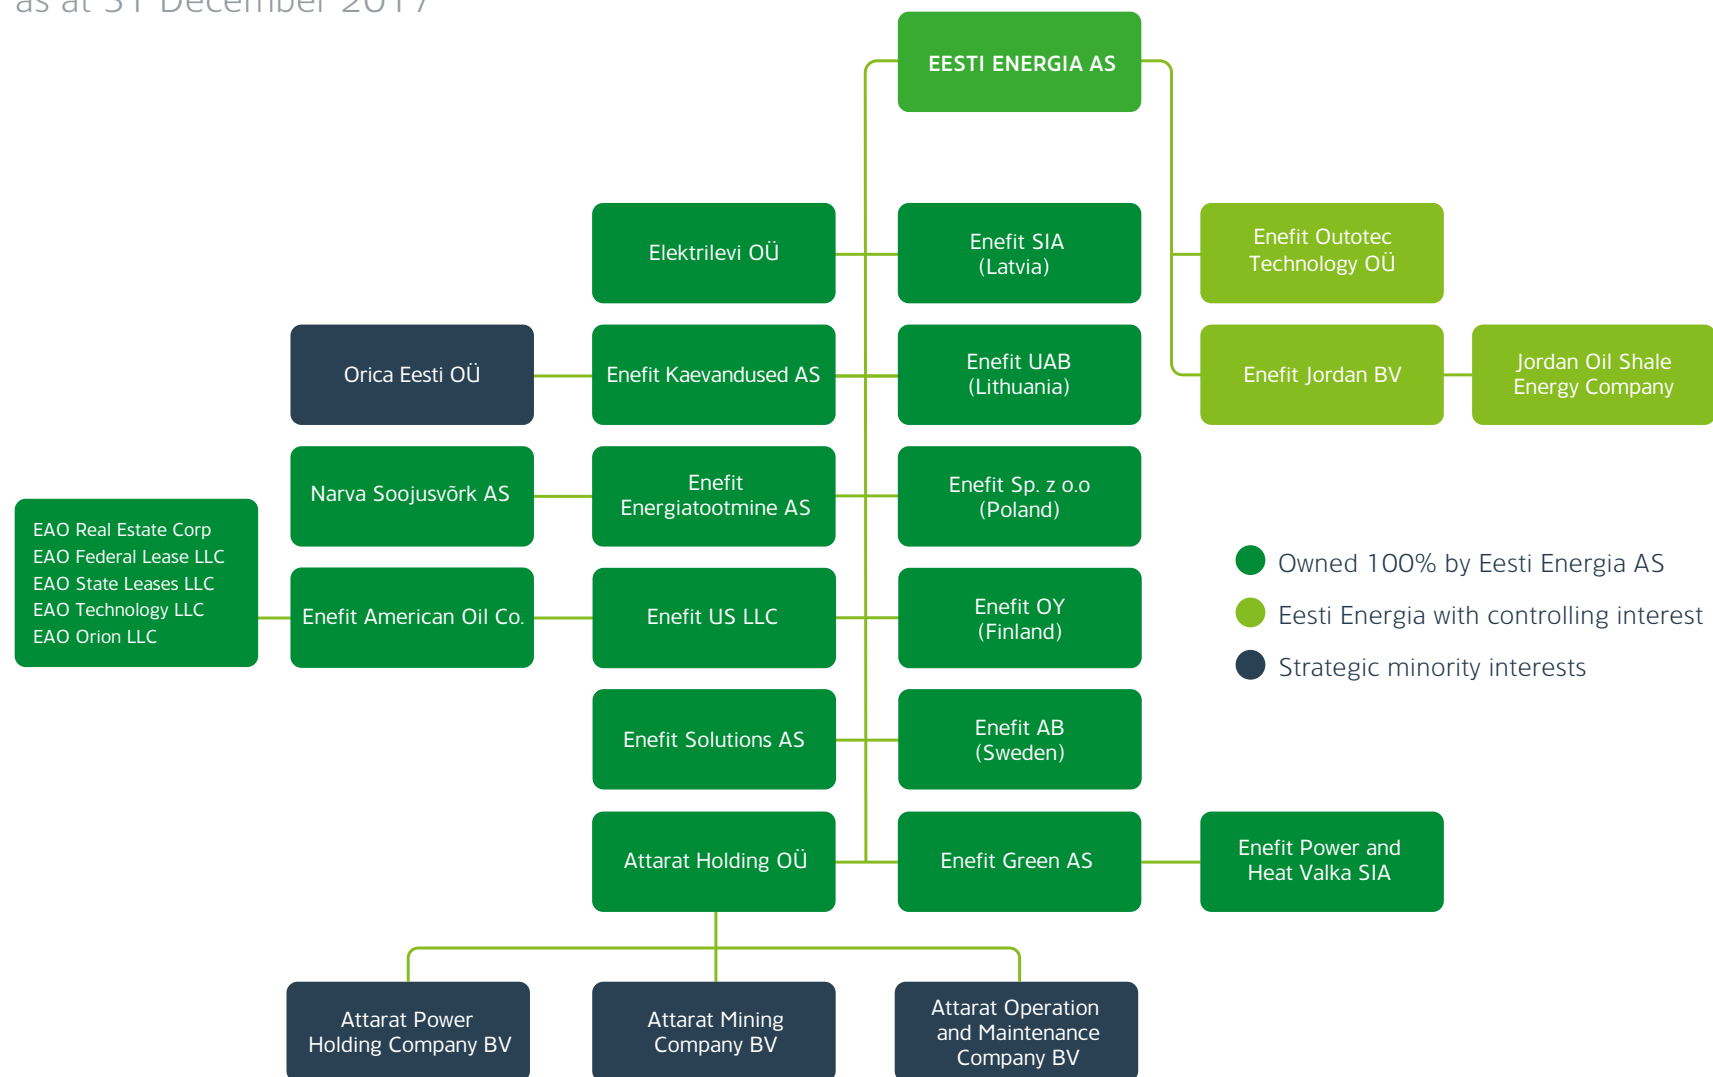 as at 31 December 2017
EESTI ENERGIA AS
Elektrilevi OÜ
Enefit SIA
(Latvia)
Enefit Outotec
Technology OÜ
Orica Eesti OÜ
Enefit Kaevandused AS
Enefit UAB
(Lithuania)
Enefit Jordan BV
Jordan Oil Shale
Energy Company
Narva Soojusvõrk AS
Enefit
Energiatootmine AS
Enefit Sp. z o.o
(Poland)
EAO Real Estate Corp
EAO Federal Lease LLC
EAO State Leases LLC
EAO Technology LLC
EAO Orion LLC
Enefit American Oil Co.
Enefit US LLC
Enefit OY
(Finland)
Owned 100% by Eesti Energia AS
Eesti Energia with controlling interest
Strategic minority interests
Enefit Solutions AS
Enefit AB
(Sweden)
Attarat Holding OÜ
Enefit Green AS
Enefit Power and
Heat Valka SIA
Attarat Power
Holding Company BV
Attarat Mining
Company BV
Attarat Operation
and Maintenance
Company BV